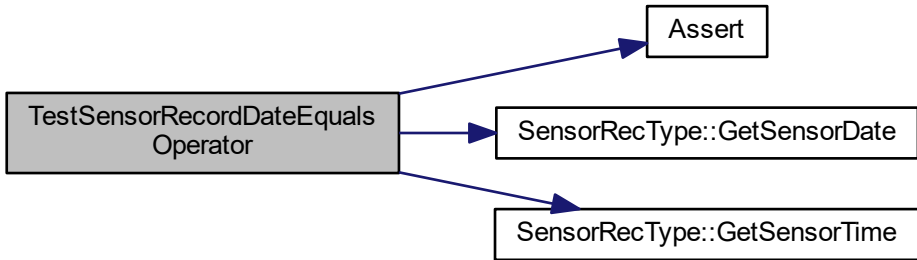 Assert
TestSensorRecordDateEquals
Operator
SensorRecType::GetSensorDate
SensorRecType::GetSensorTime